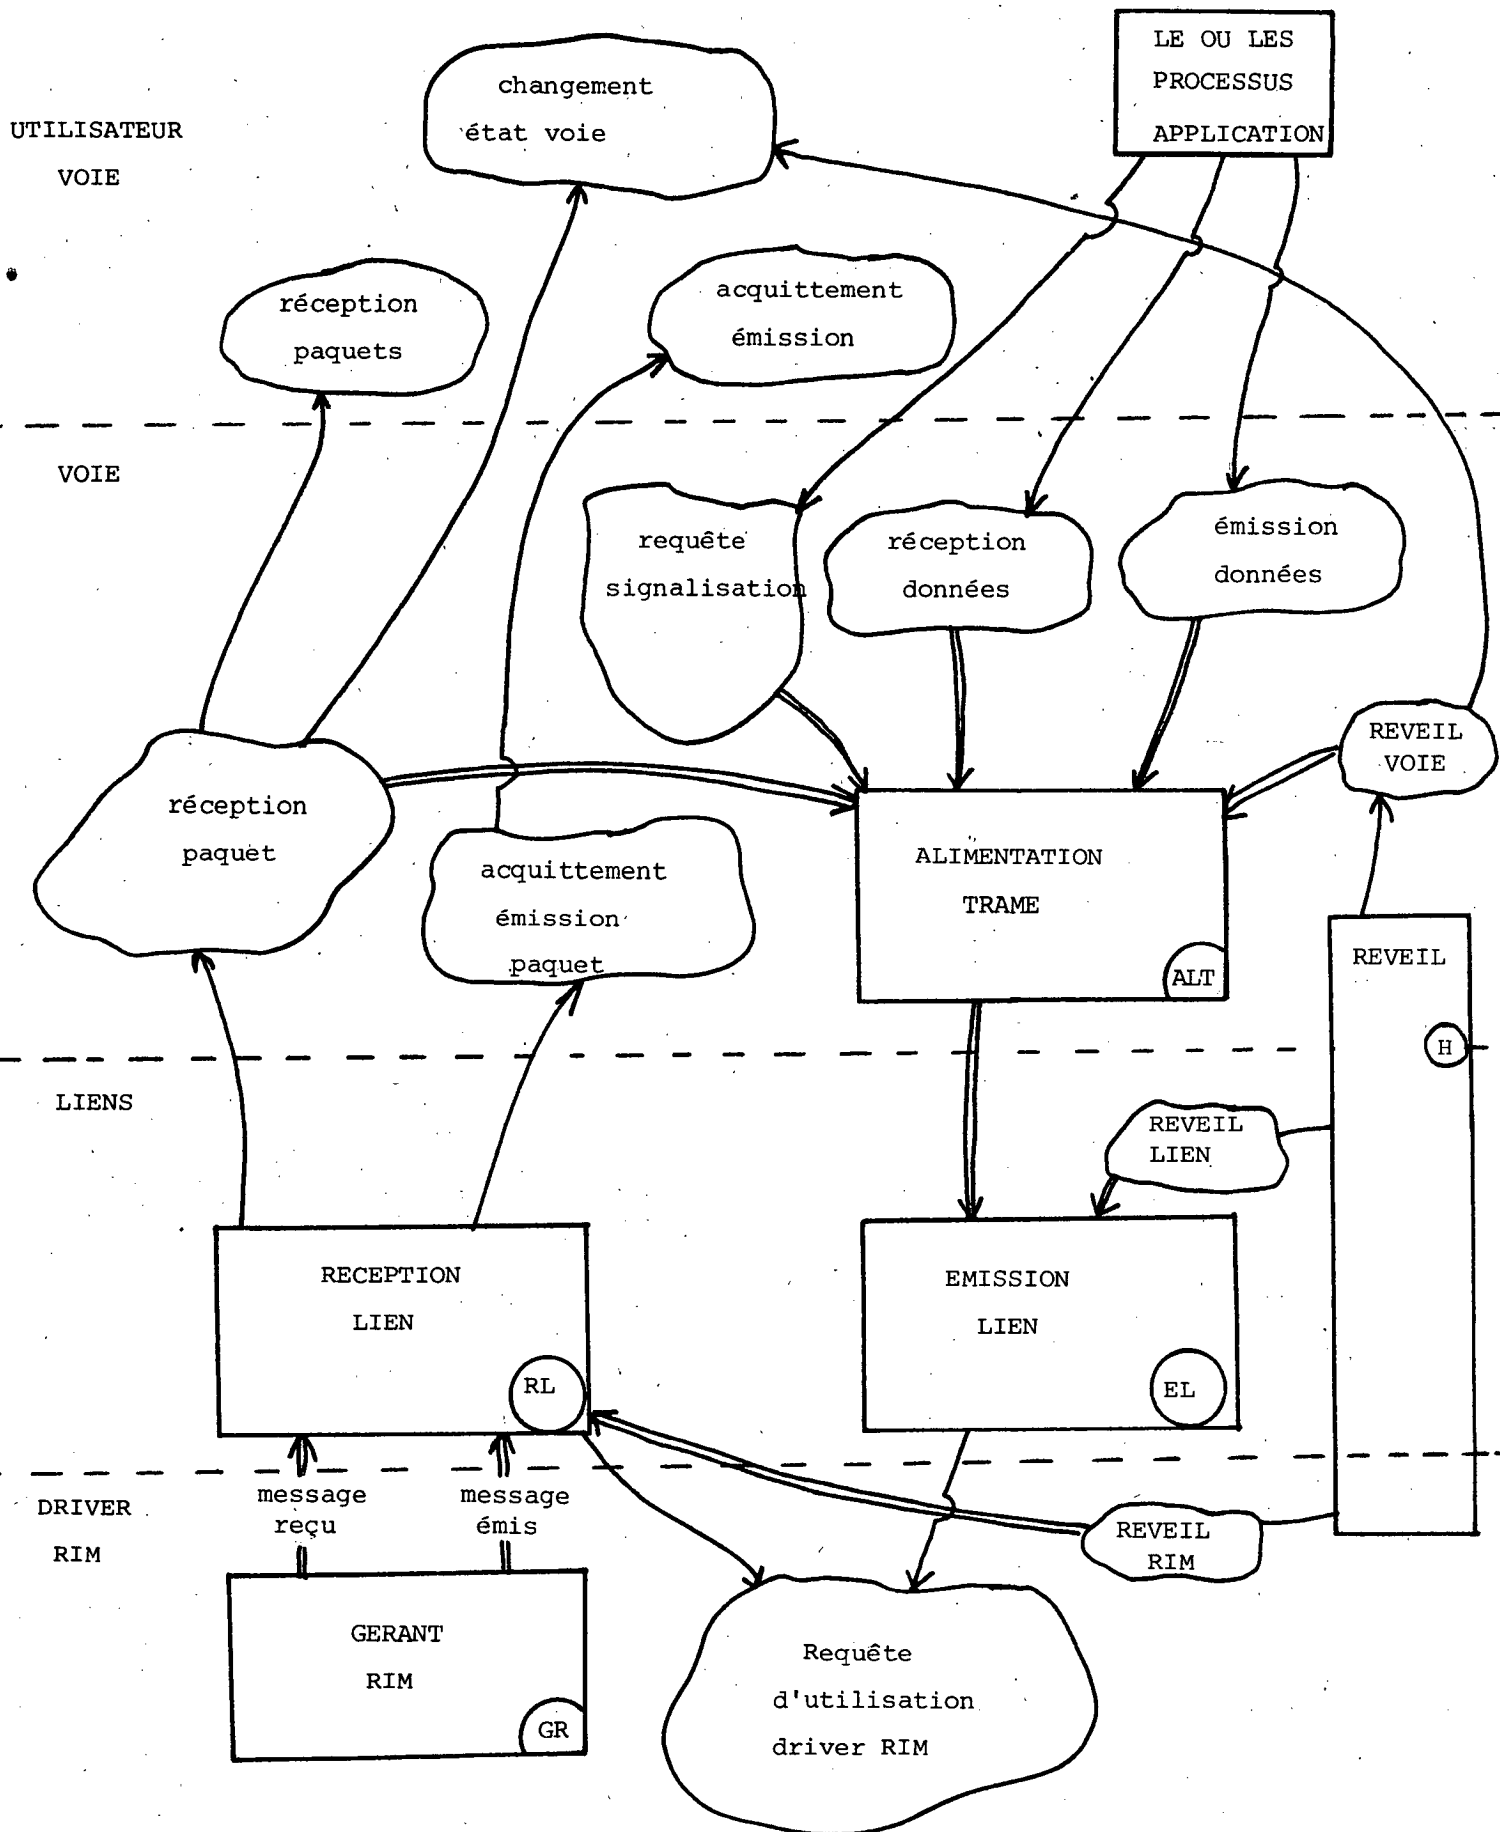 LE OU LES
PROCESSUS
APPLICATION
changement
état voie
UTILISATEUR
VOIE
réception
paquets
acquittement
émission
VOIE
requête
signalisation
réception
données
émission
données
REVEIL
VOIE
réception
paquet
acquittement
émission
paquet
ALIMENTATION
TRAME
ALT
REVEIL
H
LIENS
REVEIL
LIEN
RECEPTION
LIEN
RL
EMISSION
LIEN
EL
DRIVER
RIM
message
reçu
message
émis
REVEIL
RIM
GERANT
RIM
GR
Requête
d'utilisation
driver RIM